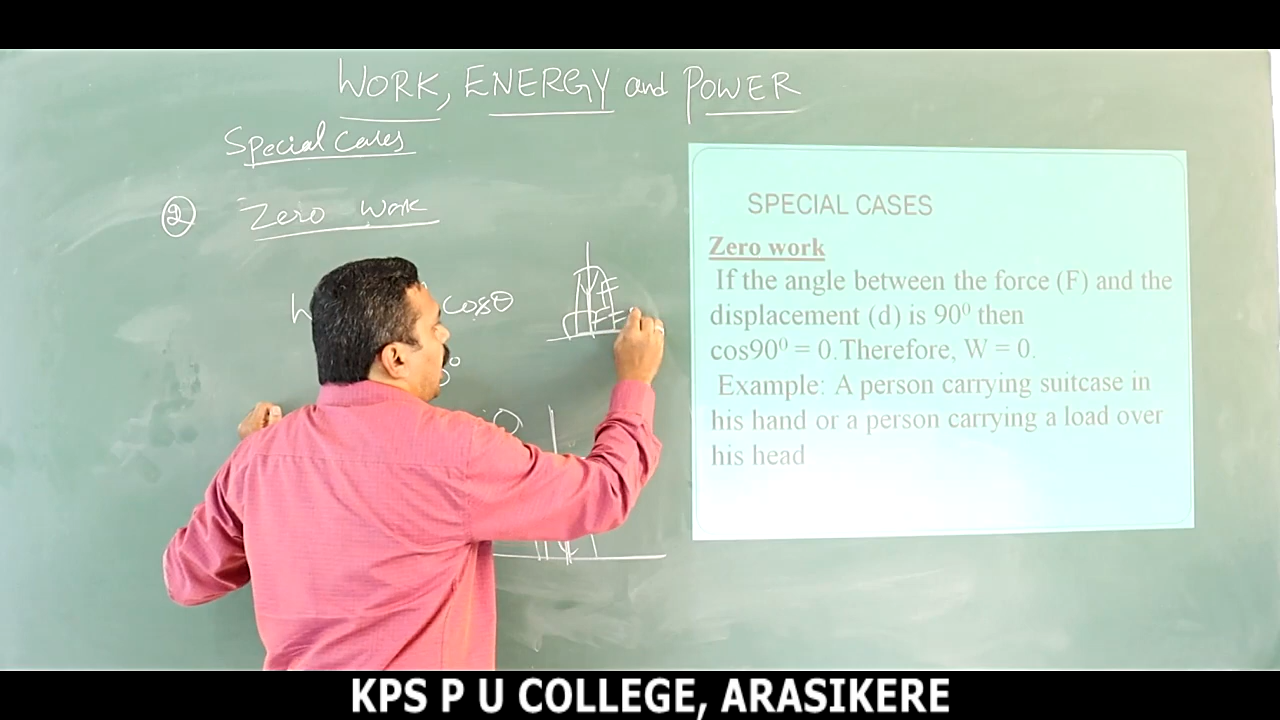 WORK, ENERGY and POWER
Special Cases
② Zero Work
cosθ
SPECIAL CASES
Zero work
If the angle between the force (F) and the
displacement (d) is 90⁰ then
cos90⁰ = 0.Therefore, W = 0.
Example: A person carrying suitcase in
his hand or a person carrying a load over
his head
KPS P U COLLEGE, ARASIKERE